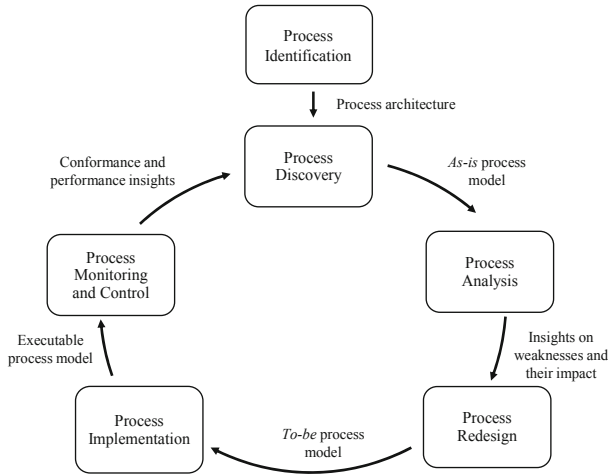 Process
Identification
Process architecture
Process
Discovery
As-is process
model
Process
Analysis
Insights on
weaknesses and
their impact
Process
Redesign
To-be process
model
Process
Implementation
Executable
process model
Process
Monitoring
and Control
Conformance and
performance insights